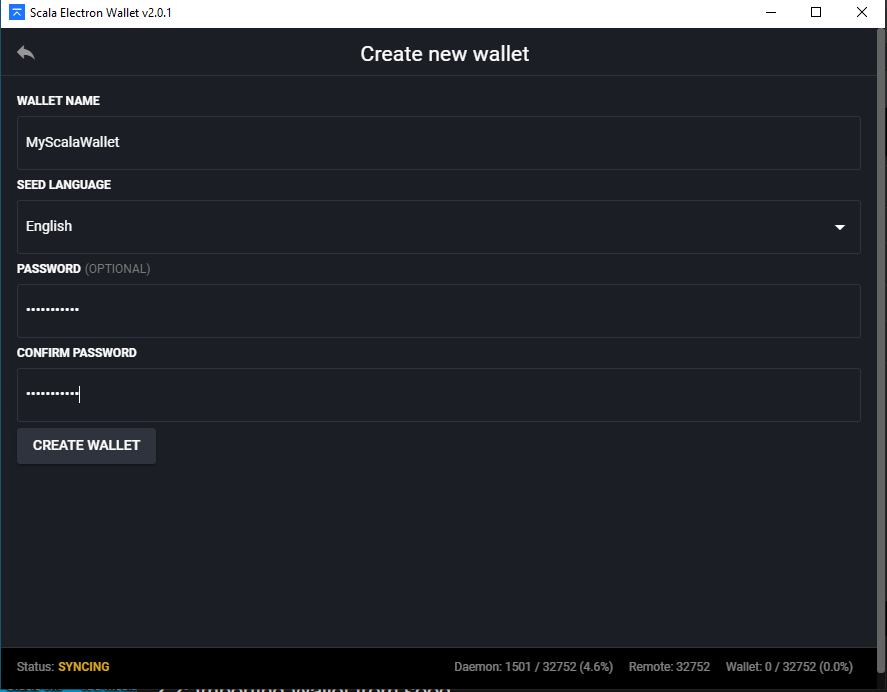 Scala Electron Wallet v2.0.1
Create new wallet
WALLET NAME
MyScalaWallet
SEED LANGUAGE
English
PASSWORD (OPTIONAL)
•••••••••••
CONFIRM PASSWORD
•••••••••••
CREATE WALLET
Status: SYNCING Daemon: 1501 / 32752 (4.6%) Remote: 32752 Wallet: 0 / 32752 (0.0%)